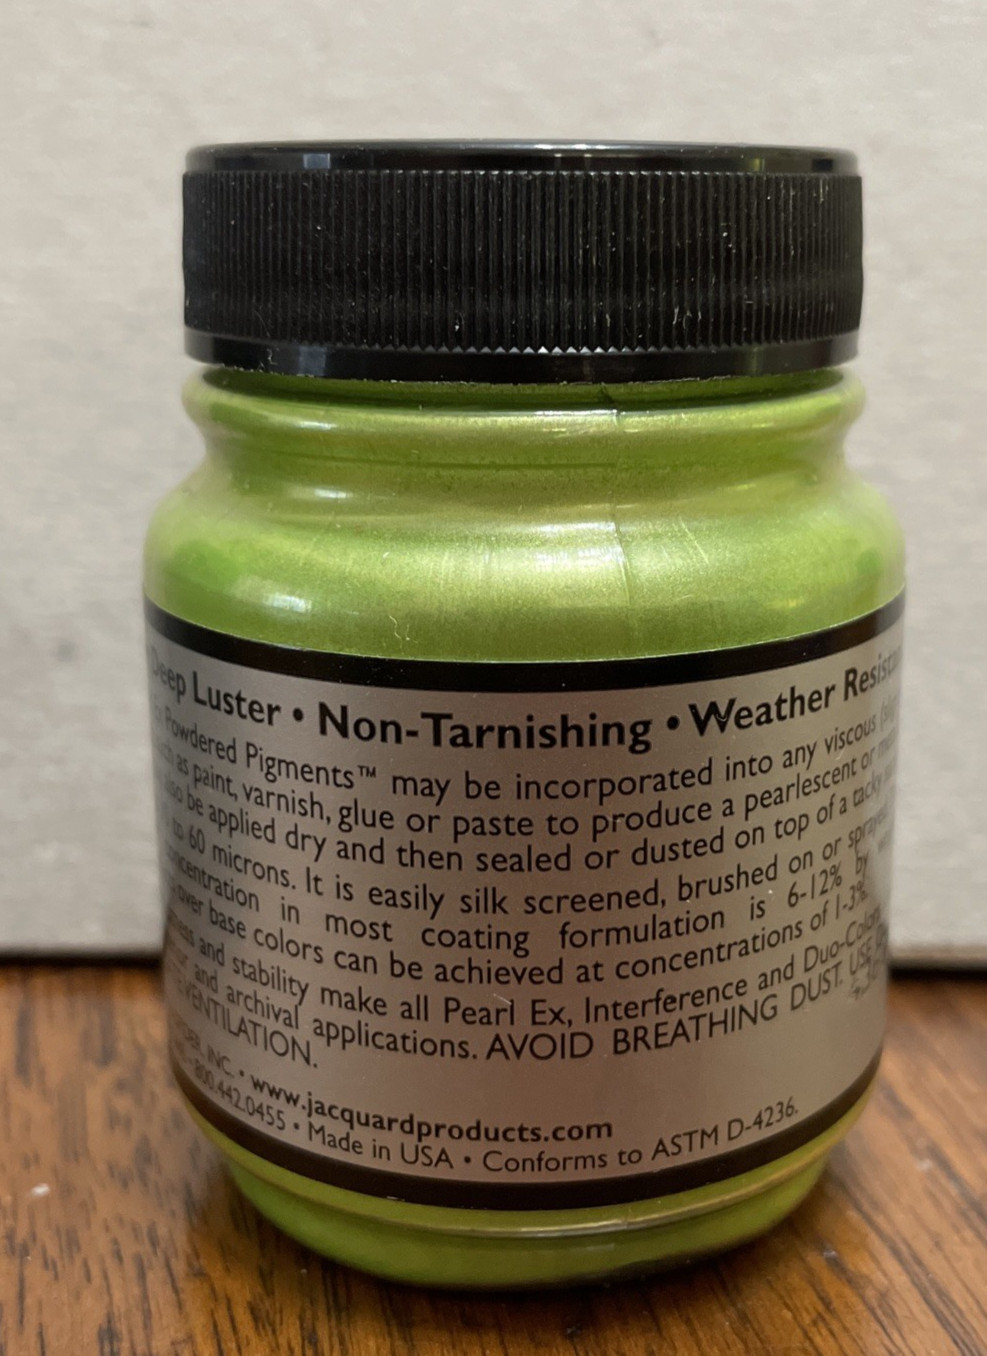 Deep Luster • Non-Tarnishing • Weather
Powdered Pigments™ may be incorporated into any viscous
as paint, varnish, glue or paste to produce a pearlescent or
be applied dry and then sealed or dusted on top of a tacky
to 60 microns. It is easily silk screened, brushed on or
in most coating formulation is 6-12% by
over base colors can be achieved at concentrations of 1-3%.
and stability make all Pearl Ex, Interference and Duo-Colors
and archival applications. AVOID BREATHING DUST. USE
VENTILATION.
INC. • www.jacquardproducts.com
800.442.0455 • Made in USA • Conforms to ASTM D-4236.